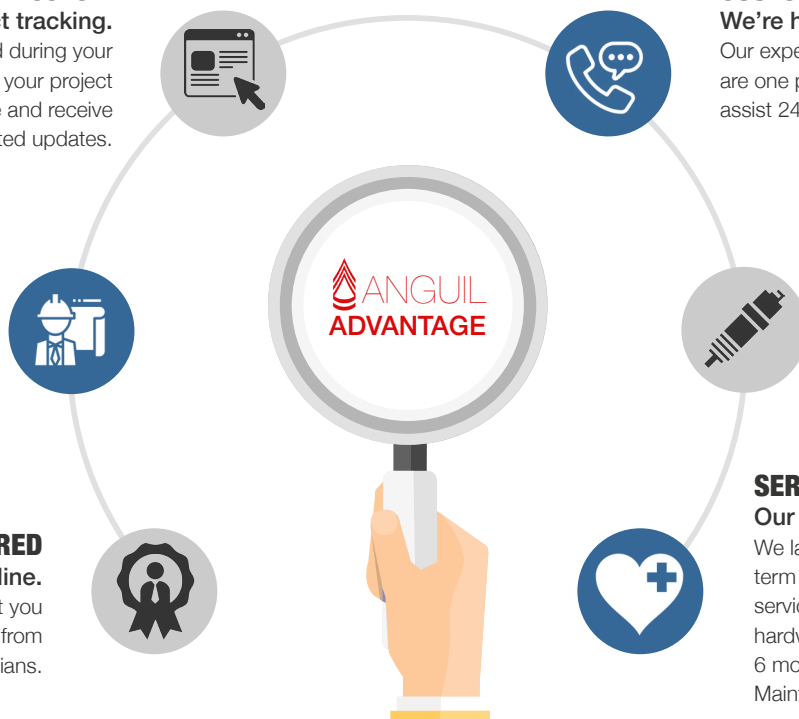 ct tracking.
d during your
your project
e and receive
ted updates.
We're h
Our expe
are one p
assist 24
ANGUIL
ADVANTAGE
RED
line.
t you
from
ians.
SER
Our
We la
term
servic
hardw
6 mo
Maint